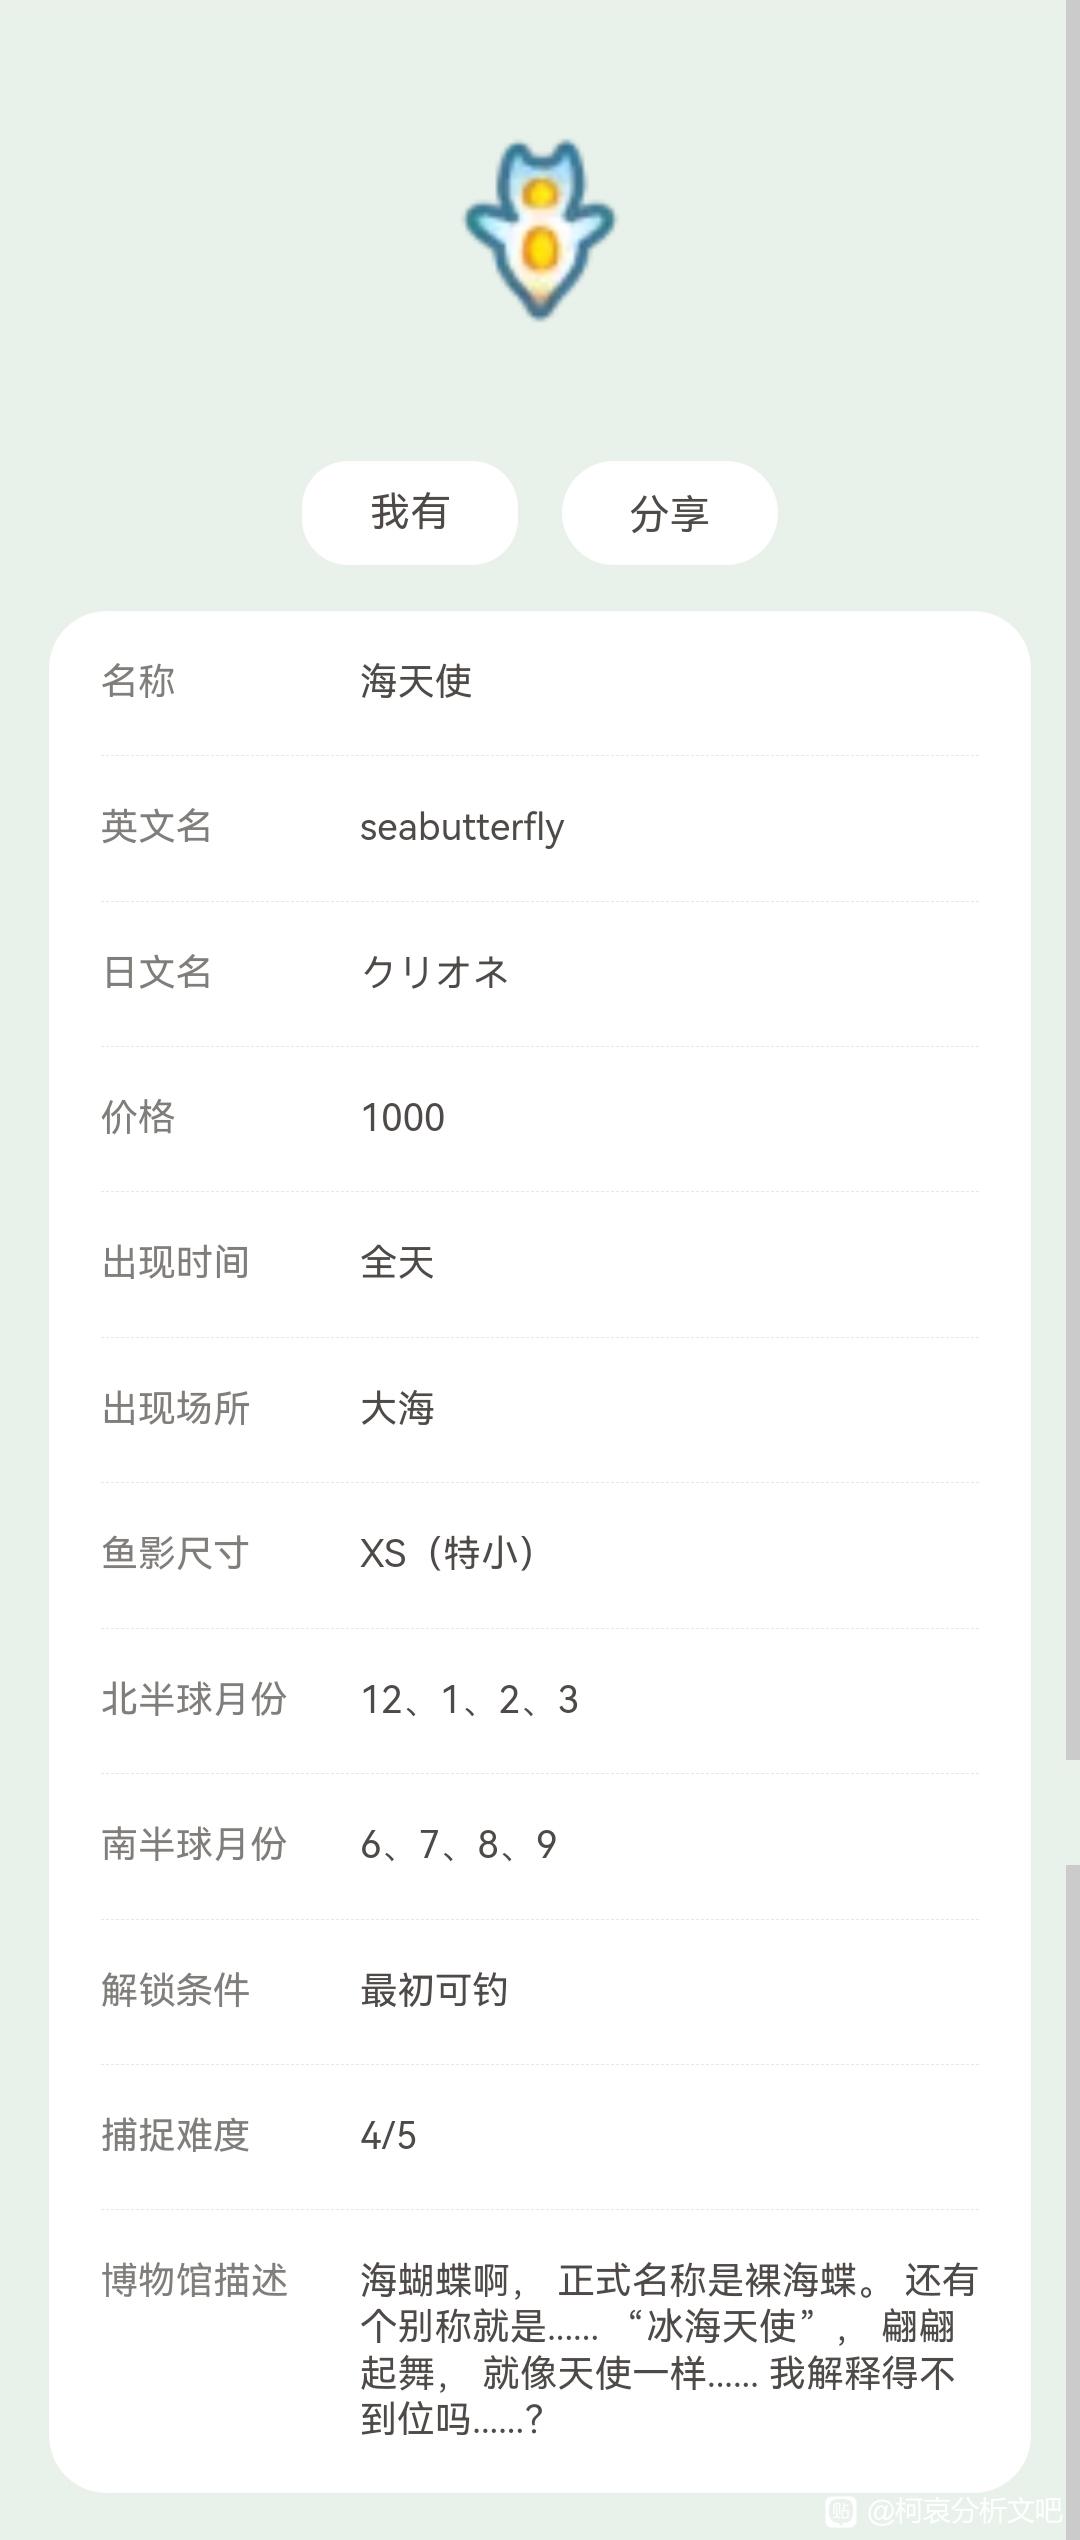 我有
分享
名称 海天使
英文名 seabutterfly
日文名 クリオネ
价格 1000
出现时间 全天
出现场所 大海
鱼影尺寸 XS（特小）
北半球月份 12、1、2、3
南半球月份 6、7、8、9
解锁条件 最初可钓
捕捉难度 4/5
博物馆描述 海蝴蝶啊， 正式名称是裸海蝶。 还有
个别称就是…… “冰海天使” ， 翩翩
起舞， 就像天使一样…… 我解释得不
到位吗……？
贴 @柯哀分析文吧